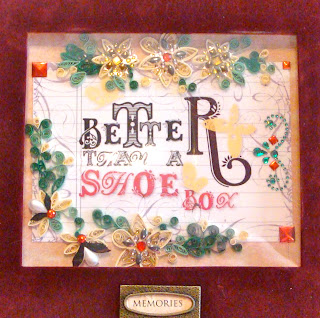 BETTER
THAN A
SHOE BOX
MEMORIES